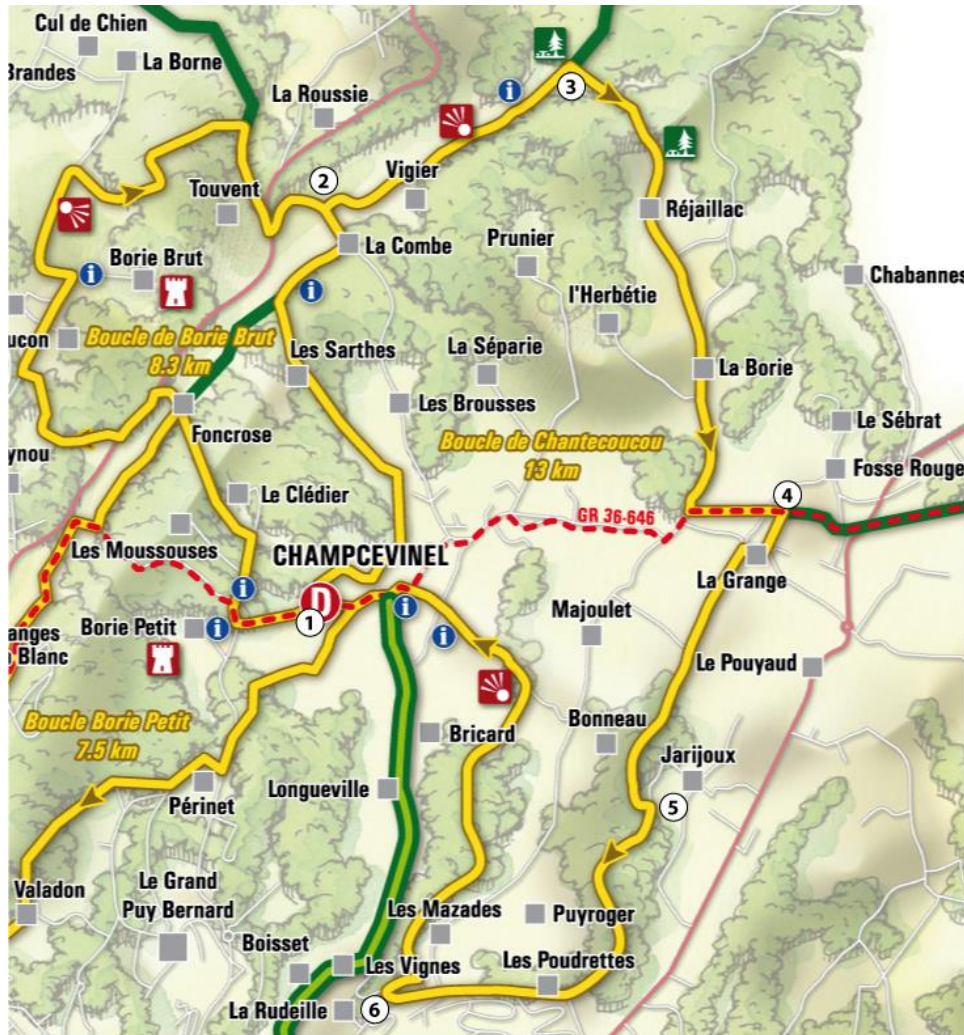 Cul de Chien
Brandes
La Borne
La Roussie
3
i
2
Vigier
Touvent
Réjaillac
La Combe
Prunier
Borie Brut
i
Chabannes
i
l'Herbétie
ucon
Boucle de Borie Brut
8.3 km
Les Sarthes
La Séparie
La Borie
Les Brousses
Foncrose
Le Sébrat
Boucle de Chantecoucou
13 km
ynou
Fosse Rouge
Le Clédier
4
GR 36-646
Les Moussouses
CHAMPCEVINEL
La Grange
i
D
1
i
anges
o Blanc
Borie Petit
i
i
Majoulet
Le Pouyaud
Boucle Borie Petit
7.5 km
Bricard
Bonneau
Jarijoux
Périnet
Longueville
5
Valadon
Le Grand
Puy Bernard
Les Mazades
Puyroger
Boisset
Les Vignes
Les Poudrettes
La Rudeille
6